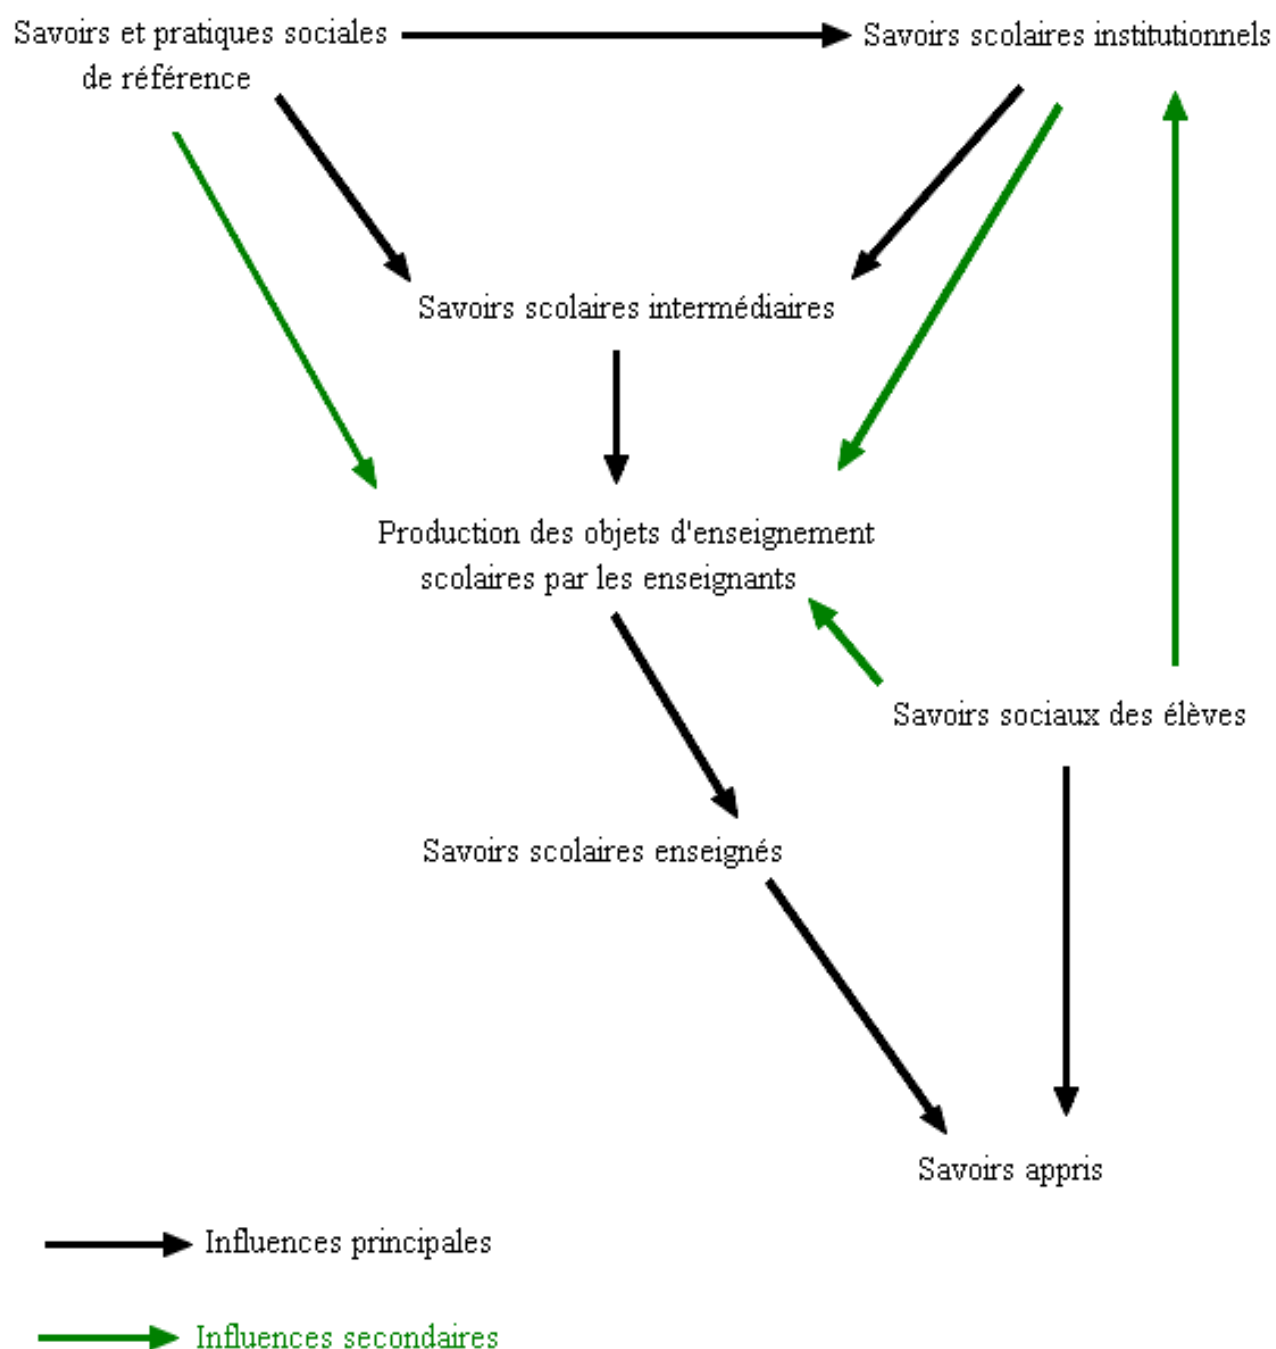 Savoirs et pratiques sociales
de référence
Savoirs scolaires institutionnels
Savoirs scolaires intermédiaires
Production des objets d'enseignement
scolaires par les enseignants
Savoirs sociaux des élèves
Savoirs scolaires enseignés
Savoirs appris
Influences principales
Influences secondaires